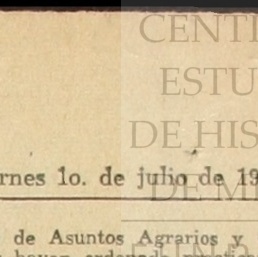 CENT
ESTU
DE HIS
rnes 1o. de julio de 19
DE M
de Asuntos Agrarios y